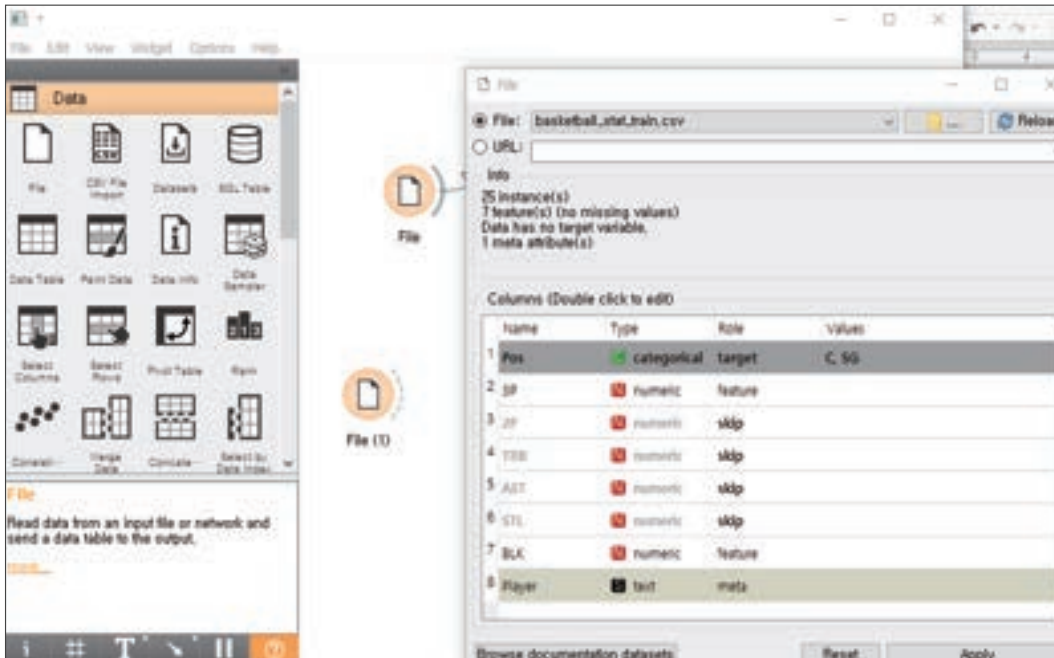 File Edit View Widget Options Help
Data
File CSV File Import Datasets SQL Table
Data Table Paint Data Data Info Data Sampler
Select Columns Select Rows Pivot Table Rank
Merge Data Select by Data Index
File
Read data from an input file or network and
send a data table to the output.
more...
File
File (1)
File
File: basketball_stat_train.csv ... Reload
URL:
Info
7 feature(s) (no missing values)
Data has no target variable.
1 meta attribute(s)
Columns (Double click to edit)
Name Type Role Values
1 Pos categorical target C, SG
2 numeric feature
3 numeric skip
4 TRB numeric skip
5 AST numeric skip
6 STL numeric skip
7 BLK numeric feature
8 Player text meta
Browse documentation datasets Reset Apply